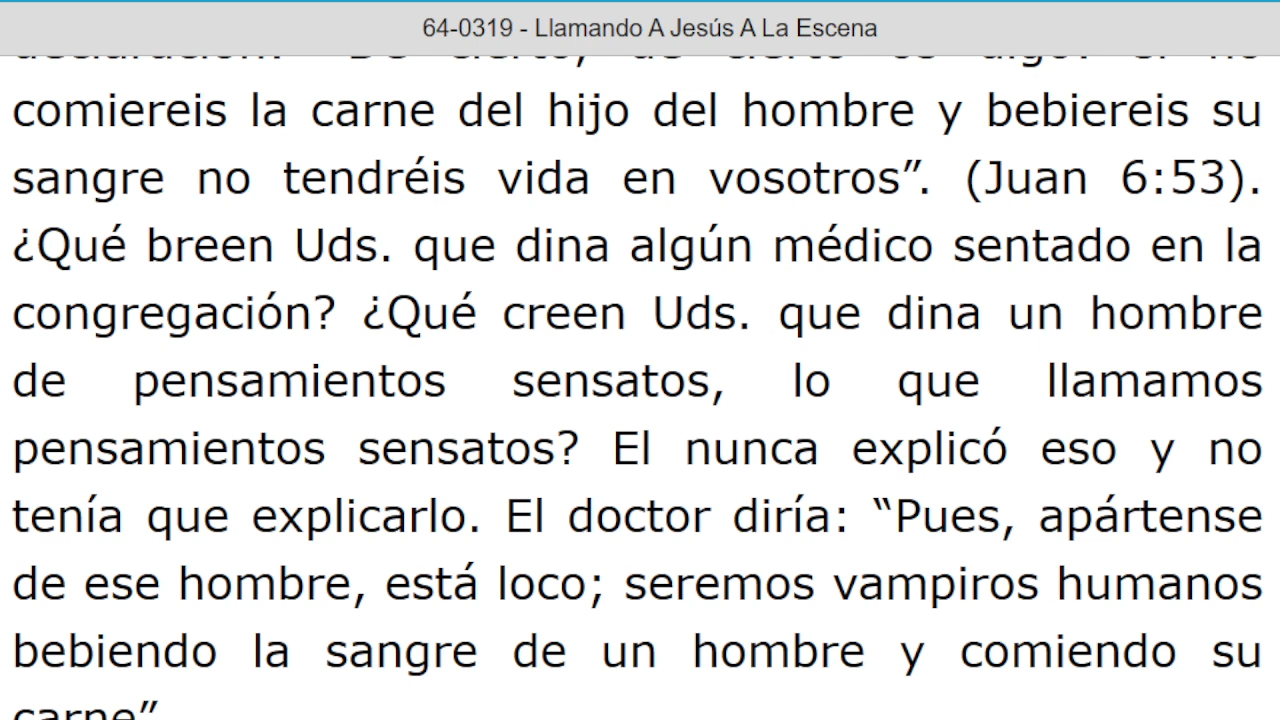 64-0319 - Llamando A Jesús A La Escena
comiereis la carne del hijo del hombre y bebiereis su
sangre no tendréis vida en vosotros”. (Juan 6:53).
¿Qué breen Uds. que dina algún médico sentado en la
congregación? ¿Qué creen Uds. que dina un hombre
de pensamientos sensatos, lo que llamamos
pensamientos sensatos? El nunca explicó eso y no
tenía que explicarlo. El doctor diría: “Pues, apártense
de ese hombre, está loco; seremos vampiros humanos
bebiendo la sangre de un hombre y comiendo su
carne”